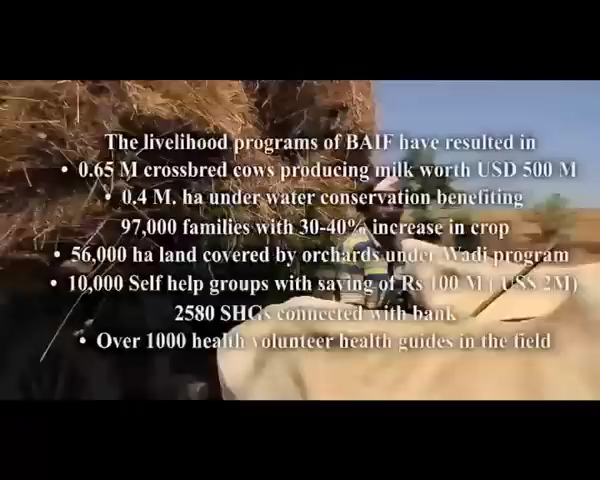 The livelihood programs of BAIF have resulted in
• 0.65 M crossbred cows producing milk worth USD 500 M
• 0.4 M. ha under water conservation benefiting
97,000 families with 30-40% increase in crop
• 56,000 ha land covered by orchards under Wadi program
• 10,000 Self help groups with saving of Rs 100 M ( US$ 2M)
2580 SHGs connected with bank
• Over 1000 health volunteer health guides in the field